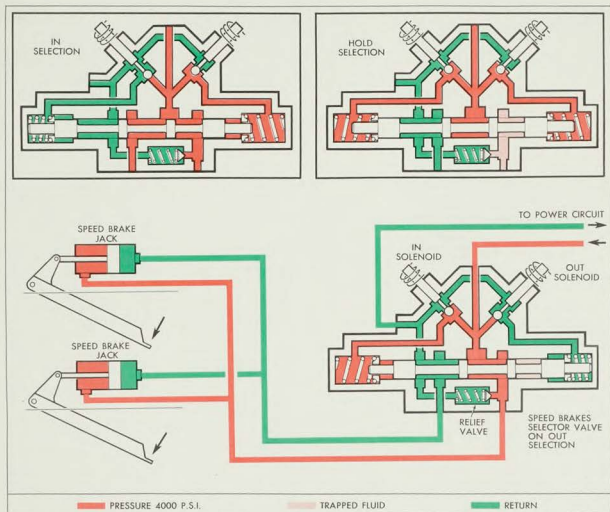 IN
SELECTION
HOLD
SELECTION
TO POWER CIRCUIT
SPEED BRAKE
JACK
IN
SOLENOID
OUT
SOLENOID
SPEED BRAKE
JACK
RELIEF
VALVE
SPEED BRAKES
SELECTOR VALVE
ON OUT
SELECTION
PRESSURE 4000 P.S.I.
TRAPPED FLUID
RETURN